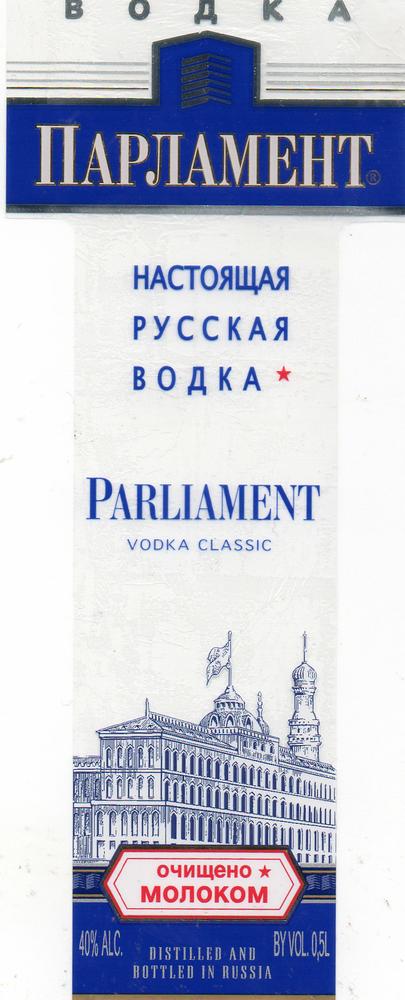 ВОДКА
ПАРЛАМЕНТ®
НАСТОЯЩАЯ
РУССКАЯ
ВОДКА ★
PARLIAMENT
VODKA CLASSIC
ОЧИЩЕНО ★
МОЛОКОМ
40% ALC. DISTILLED AND BY VOL. 0,5L
BOTTLED IN RUSSIA